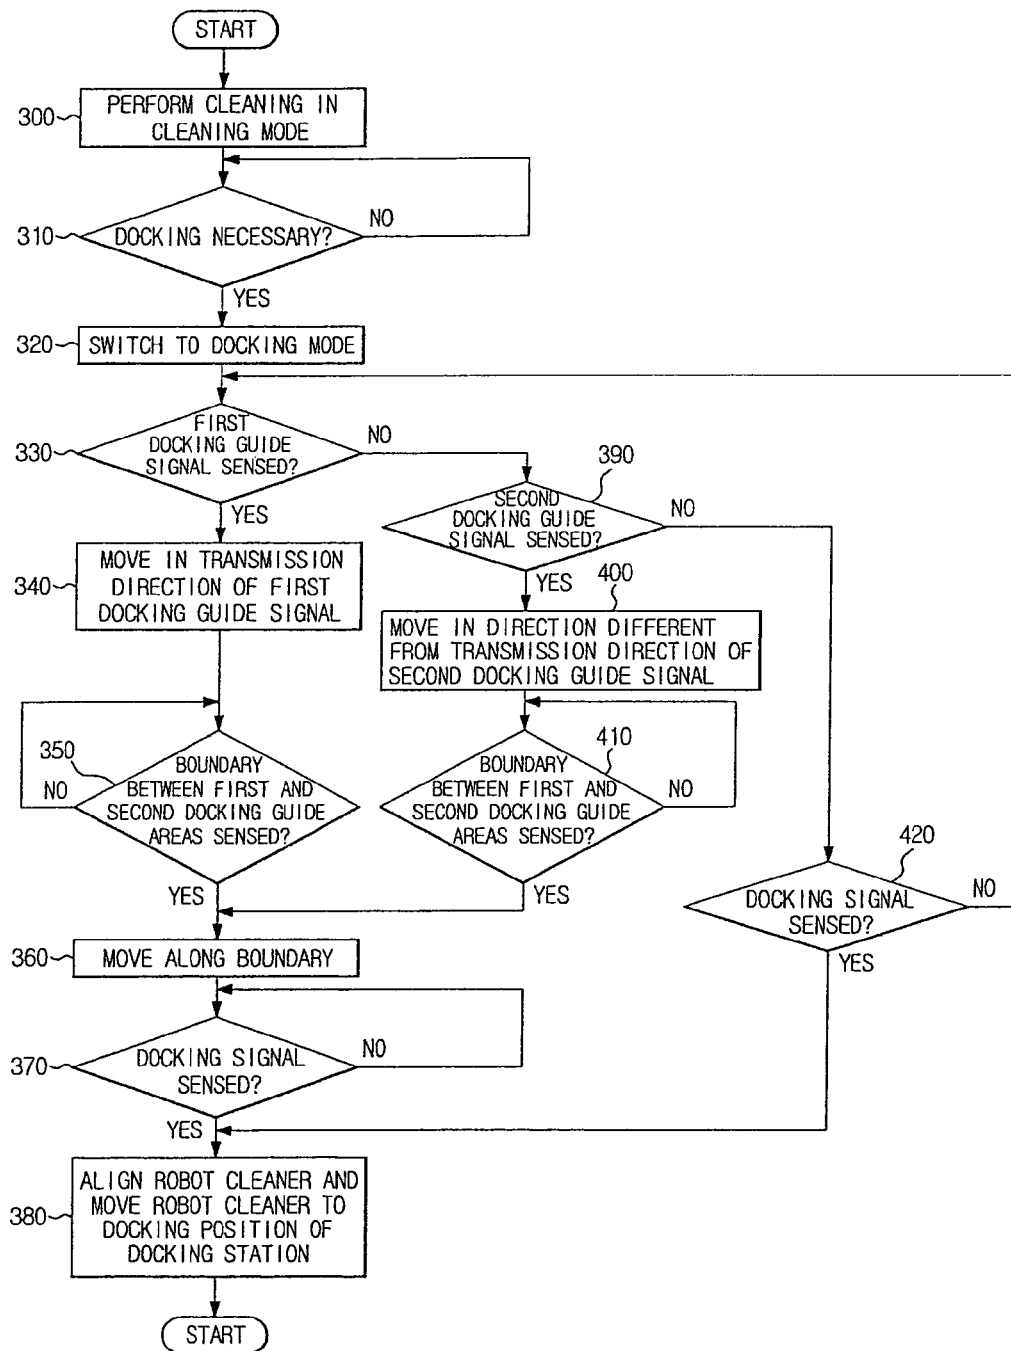 START
300
PERFORM CLEANING IN
CLEANING MODE
310
DOCKING NECESSARY?
NO
YES
320
SWITCH TO DOCKING MODE
330
FIRST
DOCKING GUIDE
SIGNAL SENSED?
NO
YES
390
SECOND
DOCKING GUIDE
SIGNAL SENSED?
NO
YES
340
MOVE IN TRANSMISSION
DIRECTION OF FIRST
DOCKING GUIDE SIGNAL
400
MOVE IN DIRECTION DIFFERENT
FROM TRANSMISSION DIRECTION OF
SECOND DOCKING GUIDE SIGNAL
350
BOUNDARY
BETWEEN FIRST AND
SECOND DOCKING GUIDE
AREAS SENSED?
NO
YES
410
BOUNDARY
BETWEEN FIRST AND
SECOND DOCKING GUIDE
AREAS SENSED?
NO
YES
420
DOCKING SIGNAL
SENSED?
NO
YES
360
MOVE ALONG BOUNDARY
370
DOCKING SIGNAL
SENSED?
NO
YES
380
ALIGN ROBOT CLEANER AND
MOVE ROBOT CLEANER TO
DOCKING POSITION OF
DOCKING STATION
START